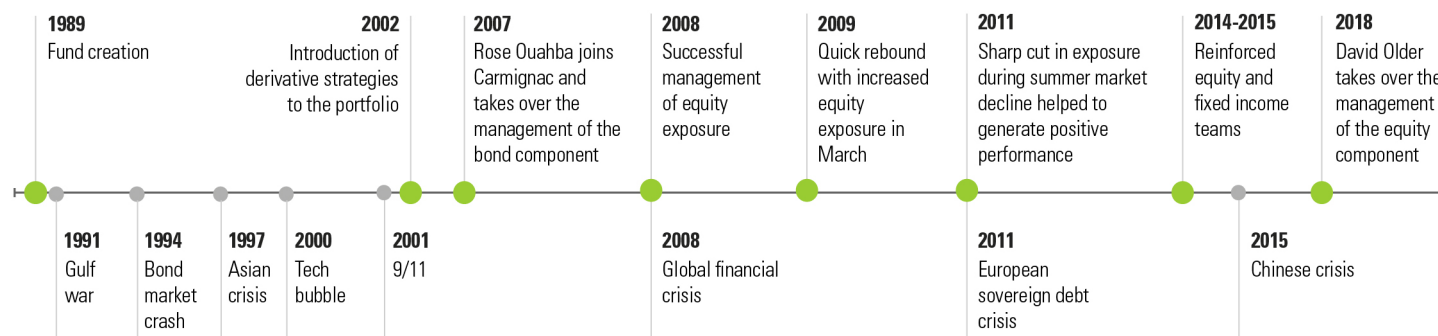 1989
Fund creation
2002
Introduction of
derivative strategies
to the portfolio
2007
Rose Ouahba joins
Carmignac and
takes over the
management of the
bond component
2008
Successful
management
of equity
exposure
2009
Quick rebound
with increased
equity
exposure in
March
2011
Sharp cut in exposure
during summer market
decline helped to
generate positive
performance
2014-2015
Reinforced
equity and
fixed income
teams
2018
David Older
takes over the
management
of the equity
component
1991
Gulf
war
1994
Bond
market
crash
1997
Asian
crisis
2000
Tech
bubble
2001
9/11
2008
Global financial
crisis
2011
European
sovereign debt
crisis
2015
Chinese crisis